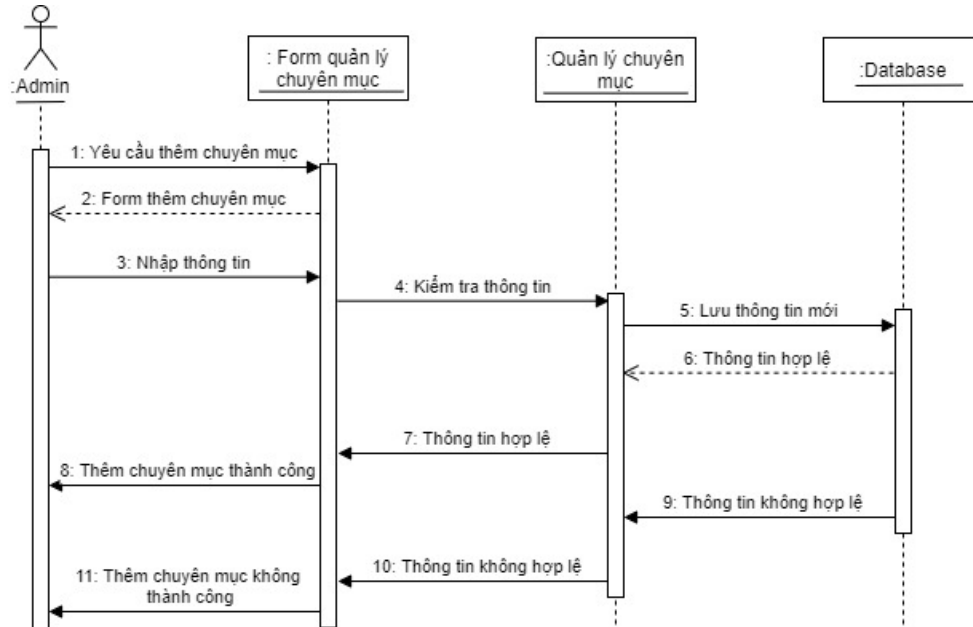 :Admin
: Form quản lý
chuyên mục
:Quản lý chuyên
mục
:Database
1: Yêu cầu thêm chuyên mục
2: Form thêm chuyên mục
3: Nhập thông tin
4: Kiểm tra thông tin
5: Lưu thông tin mới
6: Thông tin hợp lệ
7: Thông tin hợp lệ
8: Thêm chuyên mục thành công
9: Thông tin không hợp lệ
10: Thông tin không hợp lệ
11: Thêm chuyên mục không
thành công